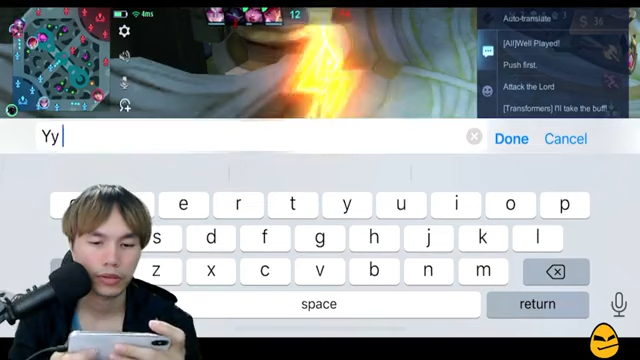 4ms
12
Auto-translate
$ 36
[All]Well Played!
Push first.
Attack the Lord
[Transformers] I'll take the buff!
Yy
Done
Cancel
e r t y u i o p
s d f g h j k l
z x c v b n m
space
return